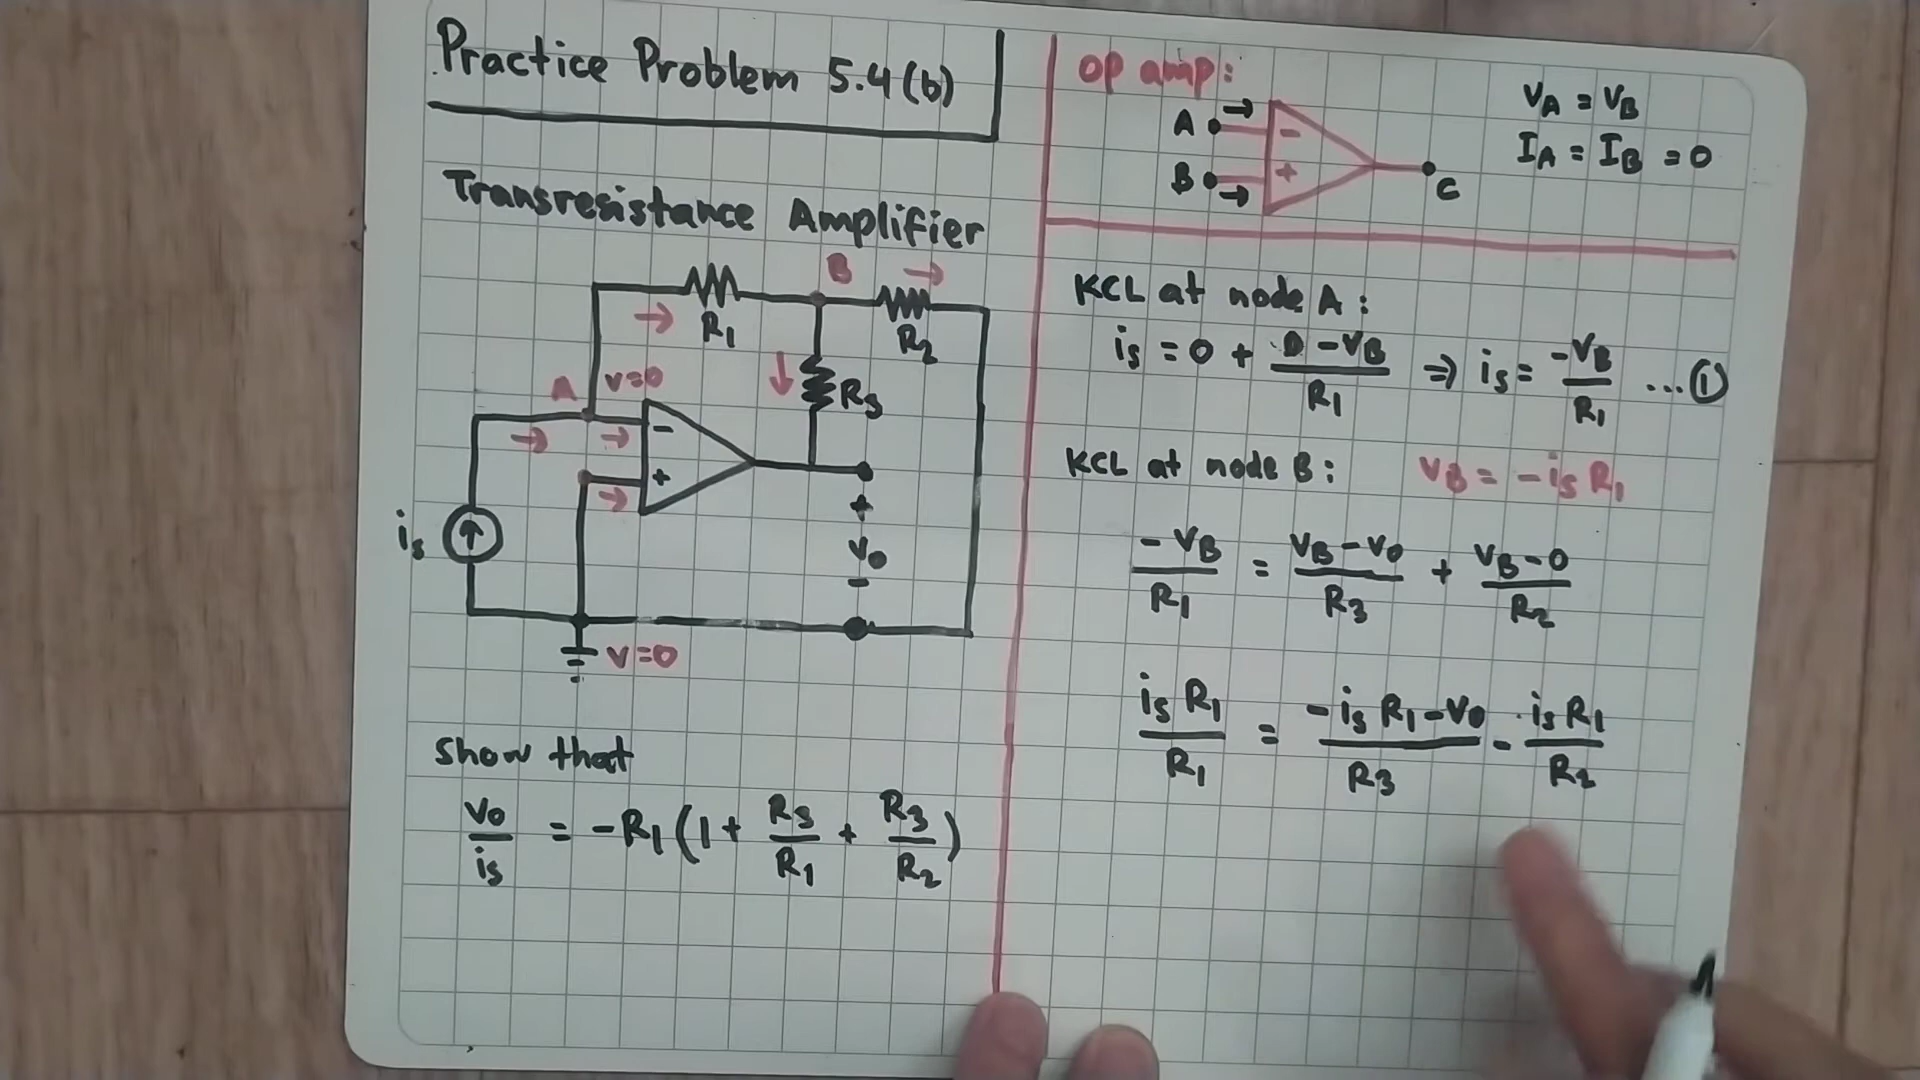 Practice Problem 5.4 (b)
Transresistance Amplifier
B →
→ R1
R2
A v=0
↓ R3
→ → −
+ →
is
+
vo
−
v=0
Show that
vo/is = -R1 (1 + R3/R1 + R3/R2)
op amp:
A → −
B → +
C
VA = VB
IA = IB = 0
KCL at node A:
is = 0 + (0 - VB)/R1 ⇒ is = -VB/R1 ...①
KCL at node B: VB = -is R1
-VB/R1 = (VB - Vo)/R3 + (VB - 0)/R2
is R1/R1 = (-is R1 - Vo)/R3 - is R1/R2